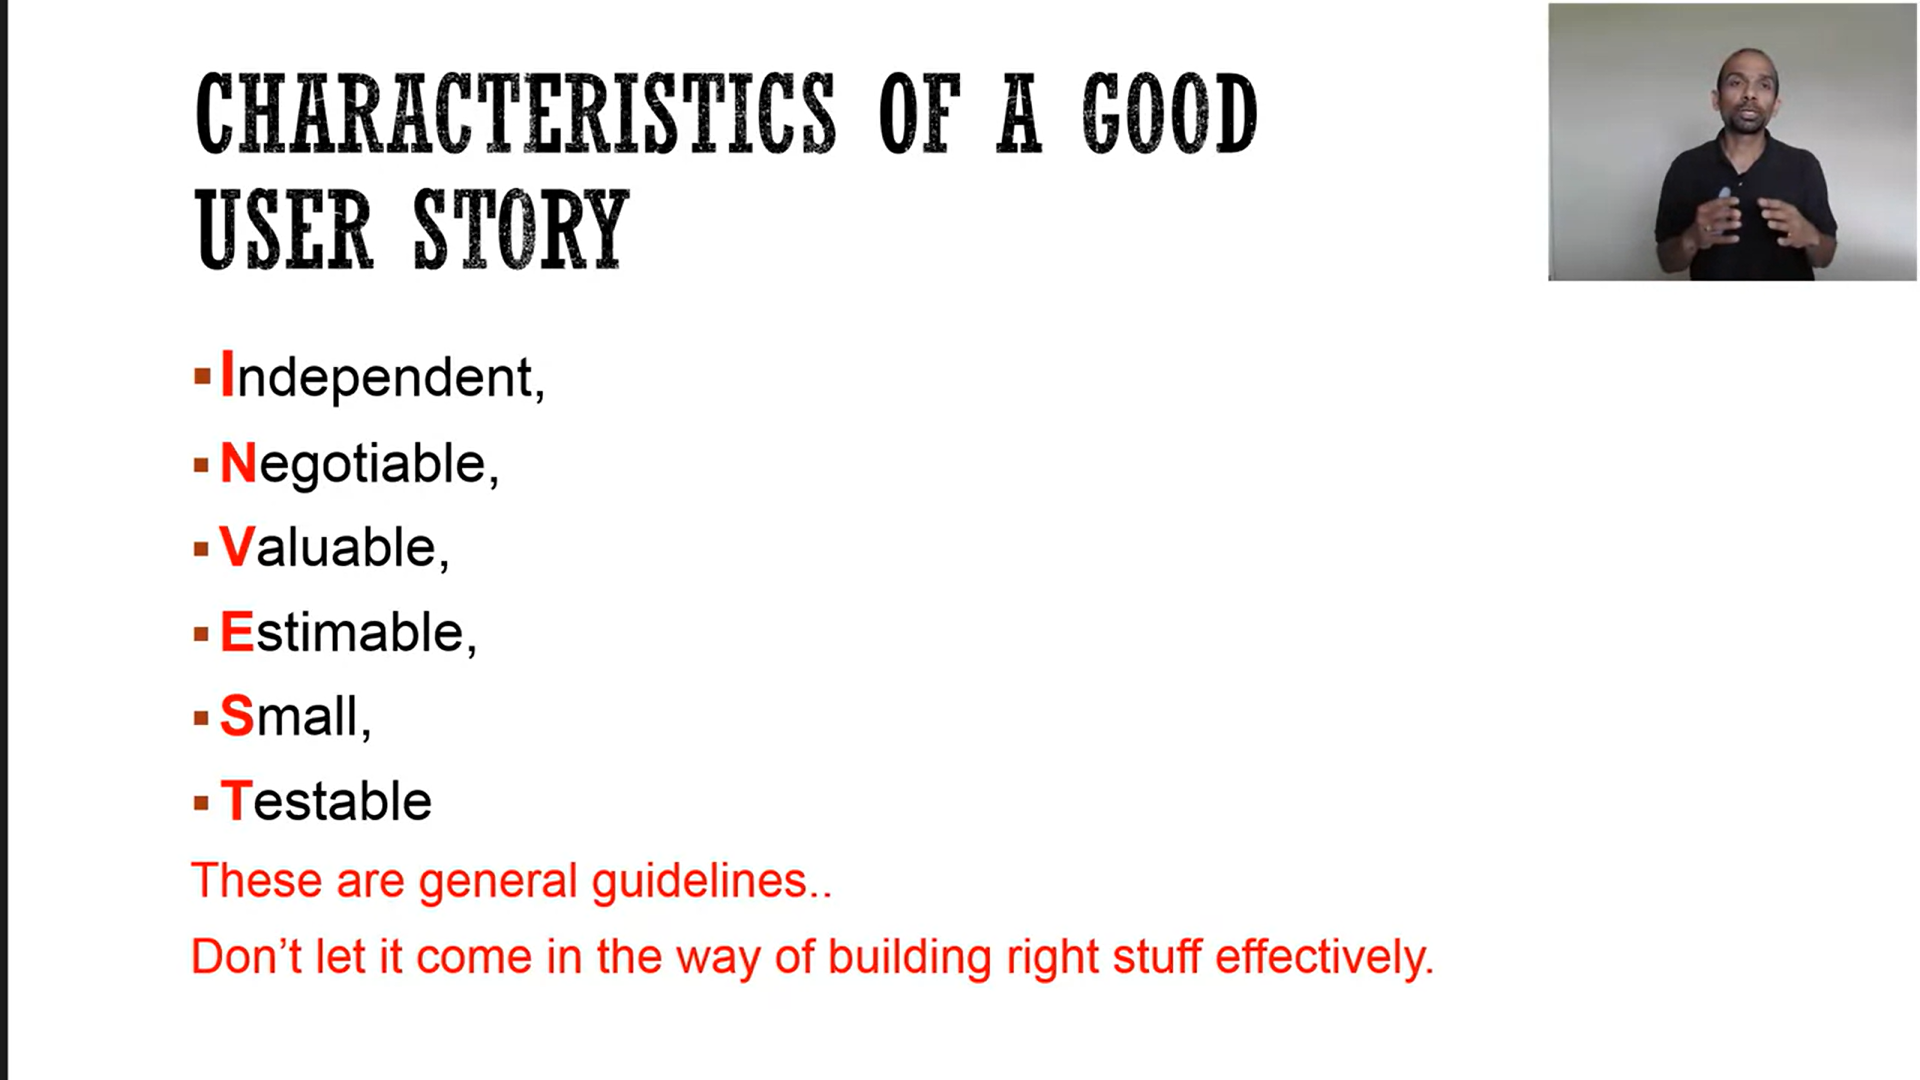 CHARACTERISTICS OF A GOOD
USER STORY
Independent,
Negotiable,
Valuable,
Estimable,
Small,
Testable
These are general guidelines..
Don’t let it come in the way of building right stuff effectively.